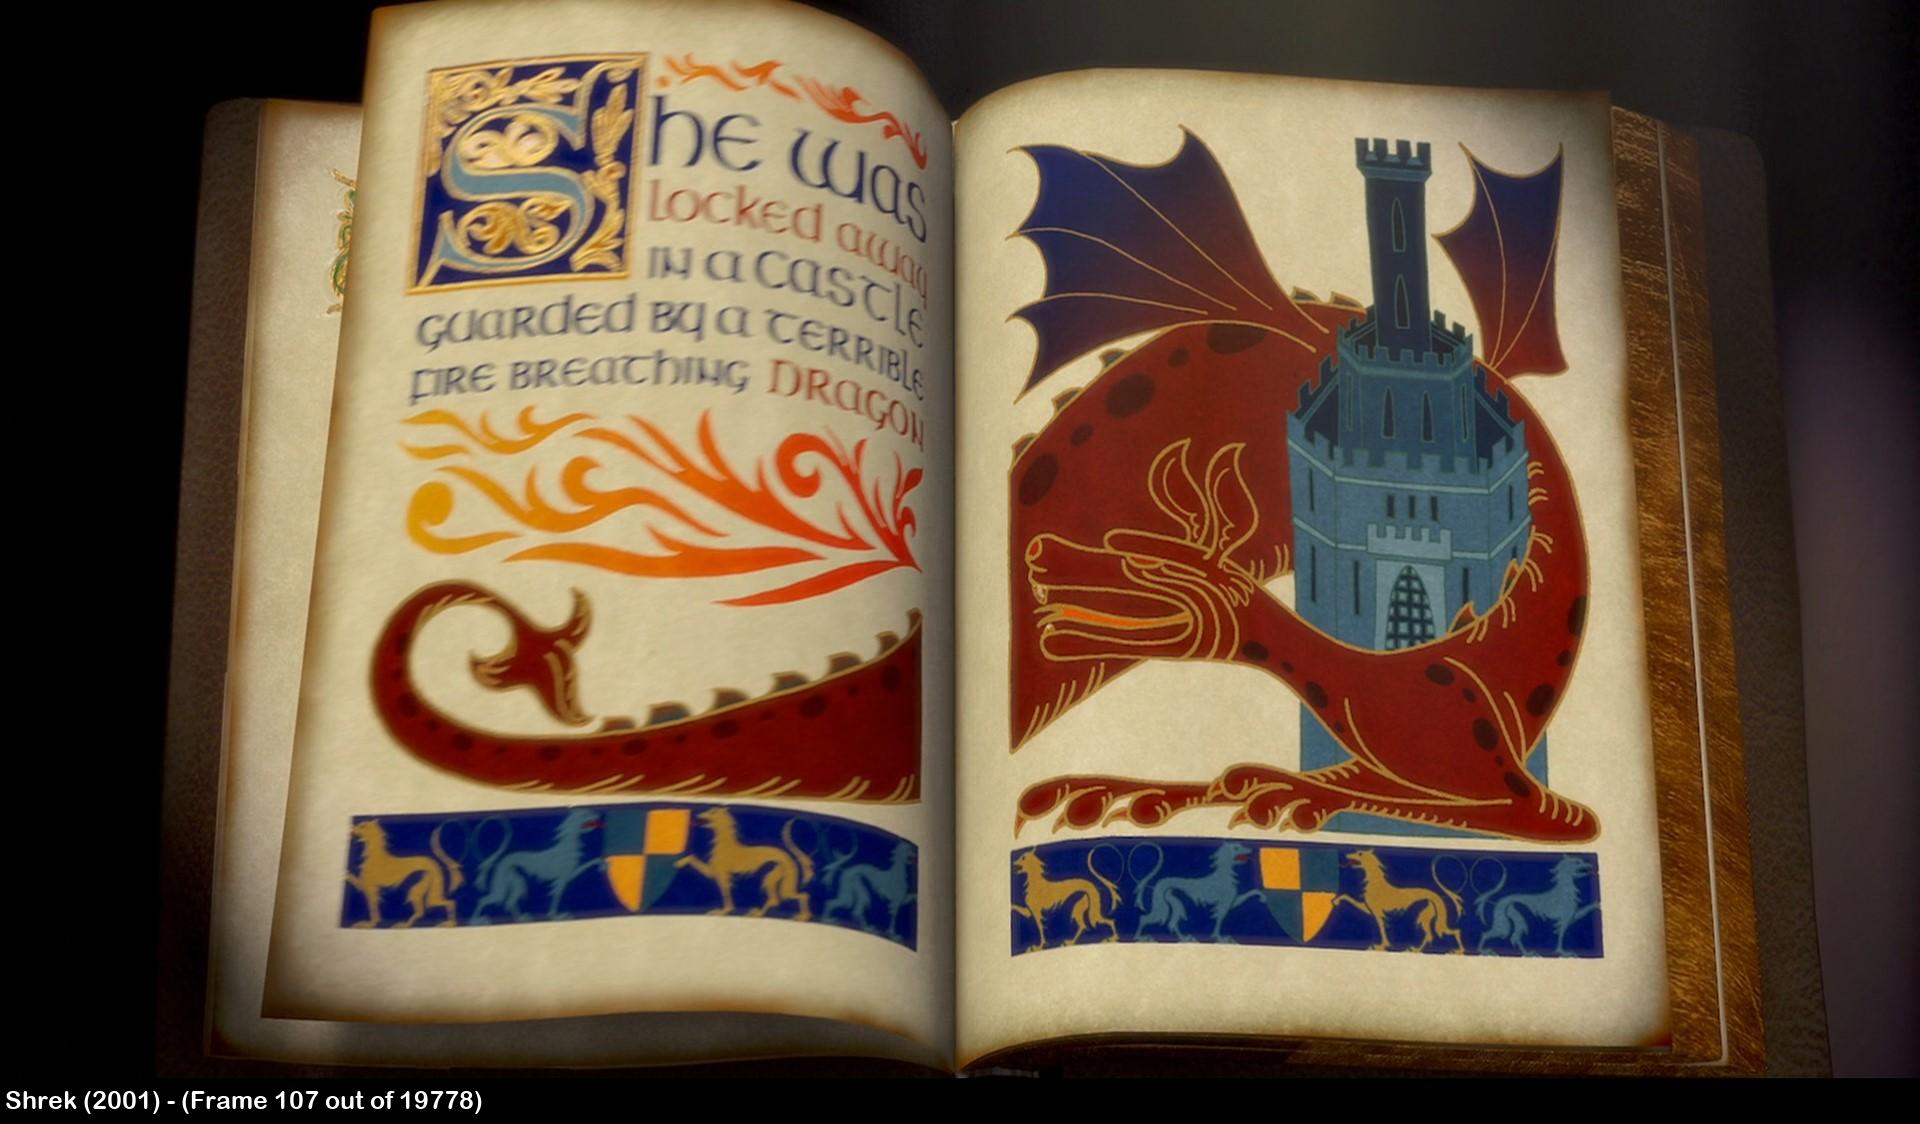 She was
locked away
in a castle
guarded by a terrible
fire breathing dragon
Shrek (2001) - (Frame 107 out of 19778)